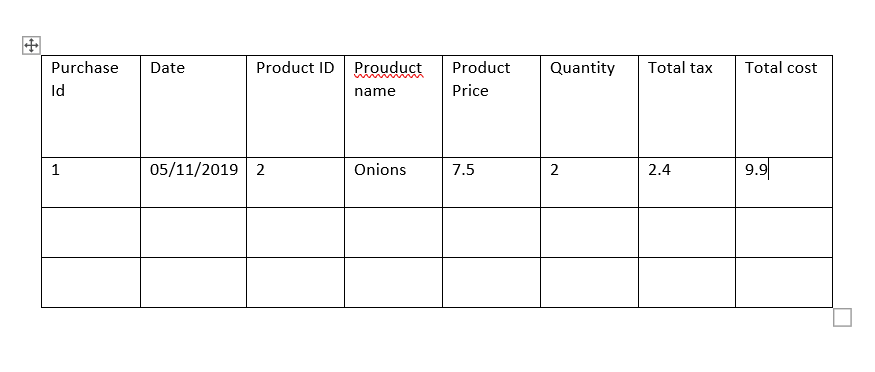 Purchase Id
Date
Product ID
Prouduct name
Product Price
Quantity
Total tax
Total cost
1
05/11/2019
2
Onions
7.5
2
2.4
9.9